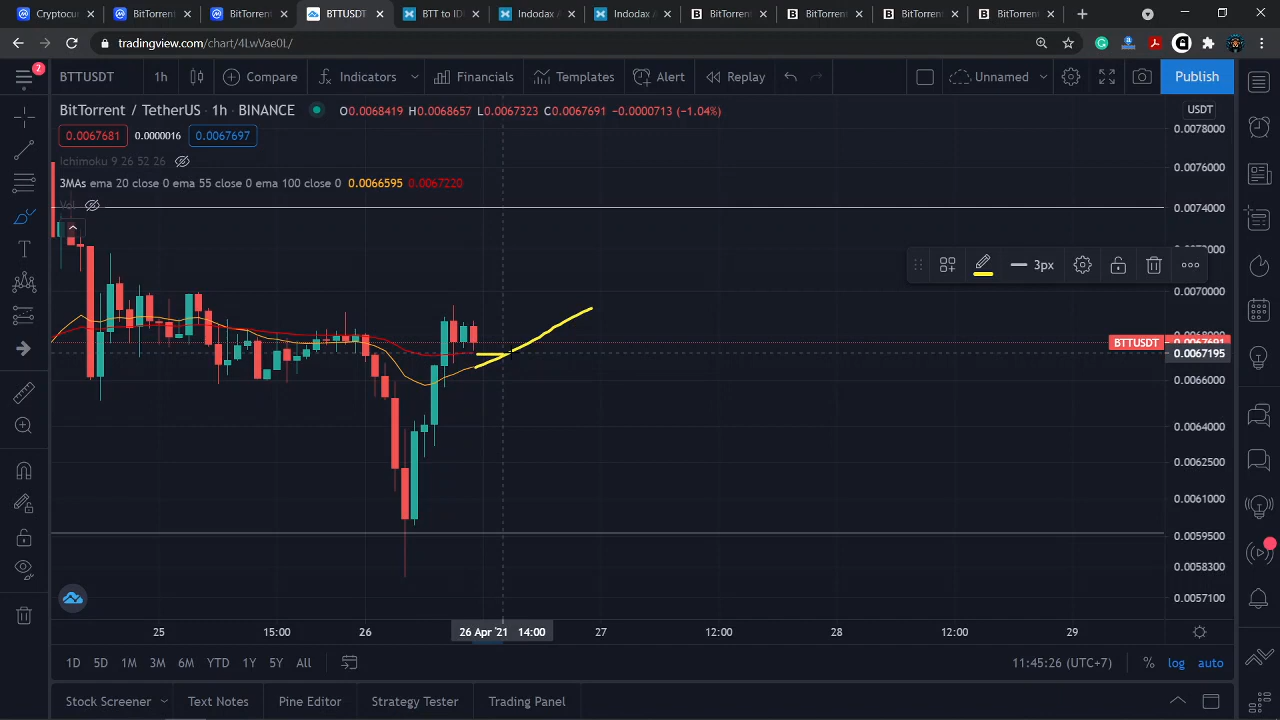 Cryptocu
BitTorrent
BitTorrent
BTTUSDT
BTT to ID
Indodax
Indodax
BitTorrent
BitTorrent
BitTorrent
BitTorrent
tradingview.com/chart/4LwVae0L/
2
BTTUSDT 1h Compare Indicators Financials Templates Alert Replay Unnamed Publish
BitTorrent / TetherUS · 1h · BINANCE O0.0068419 H0.0068657 L0.0067323 C0.0067691 −0.0000713 (−1.04%)
USDT
0.0067681 0.0000016 0.0067697
Ichimoku 9 26 52 26
3MAs ema 20 close 0 ema 55 close 0 ema 100 close 0 0.0066595 0.0067220
Vol
0.0078000
0.0076000
0.0074000
3px
0.0070000
BTTUSDT
0.0067195
0.0066000
0.0064000
0.0062500
0.0061000
0.0059500
0.0058300
0.0057100
25 15:00 26 26 Apr '21 14:00 27 12:00 28 12:00 29
1D 5D 1M 3M 6M YTD 1Y 5Y All 11:45:26 (UTC+7) % log auto
Stock Screener Text Notes Pine Editor Strategy Tester Trading Panel